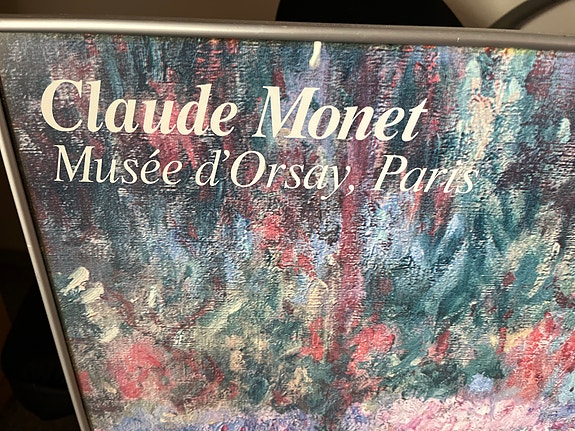 Claude Monet
Musée d'Orsay, Paris